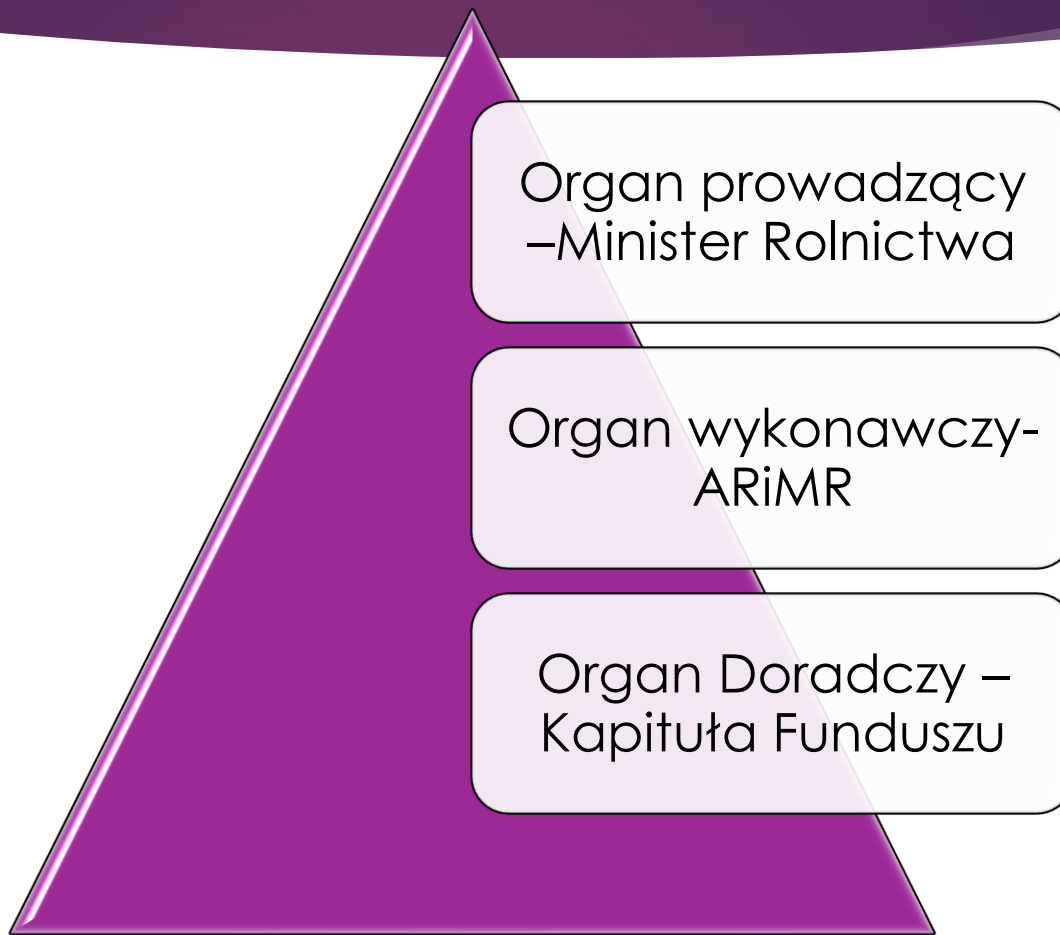 Organ prowadzący
–Minister Rolnictwa
Organ wykonawczy-
ARiMR
Organ Doradczy –
Kapituła Funduszu